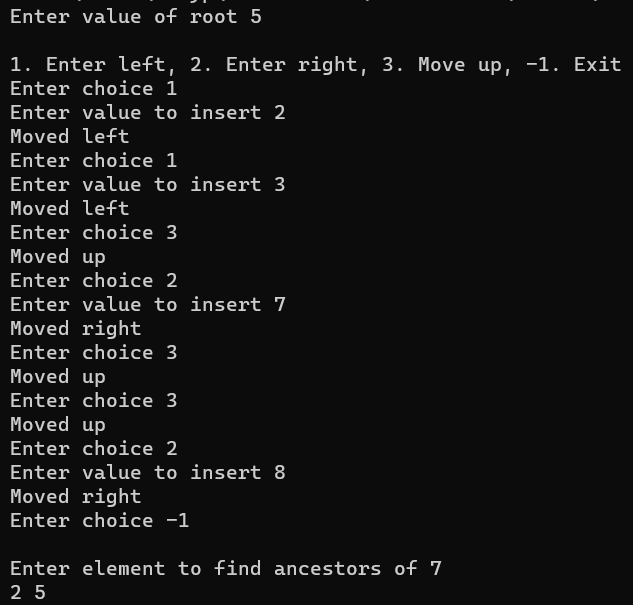 Enter value of root 5
1. Enter left, 2. Enter right, 3. Move up, -1. Exit
Enter choice 1
Enter value to insert 2
Moved left
Enter choice 1
Enter value to insert 3
Moved left
Enter choice 3
Moved up
Enter choice 2
Enter value to insert 7
Moved right
Enter choice 3
Moved up
Enter choice 3
Moved up
Enter choice 2
Enter value to insert 8
Moved right
Enter choice -1
Enter element to find ancestors of 7
2 5